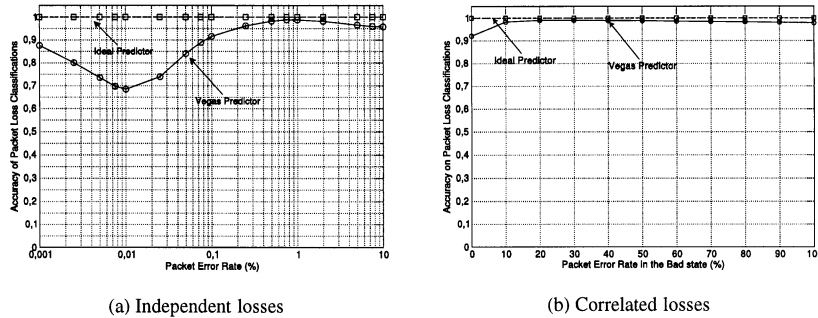 Accuracy of Packet Loss Classifications
1
0,9
0,8
0,7
0,6
0,5
0,4
0,3
0,2
0,1
0
Ideal Predictor
Vegas Predictor
0,001 0,01 0,1 1 10
Packet Error Rate (%)
(a) Independent losses
Accuracy on Packet Loss Classifications
1
0,9
0,8
0,7
0,6
0,5
0,4
0,3
0,2
0,1
0
Ideal Predictor
Vegas Predictor
0 10 20 30 40 50 60 70 80 90 100
Packet Error Rate in the Bad state (%)
(b) Correlated losses